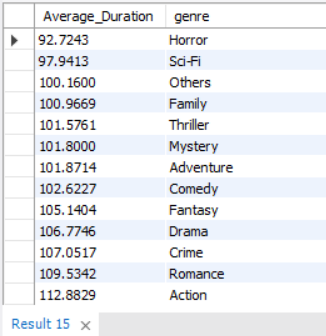 Average_Duration genre
92.7243 Horror
97.9413 Sci-Fi
100.1600 Others
100.9669 Family
101.5761 Thriller
101.8000 Mystery
101.8714 Adventure
102.6227 Comedy
105.1404 Fantasy
106.7746 Drama
107.0517 Crime
109.5342 Romance
112.8829 Action
Result 15 ×